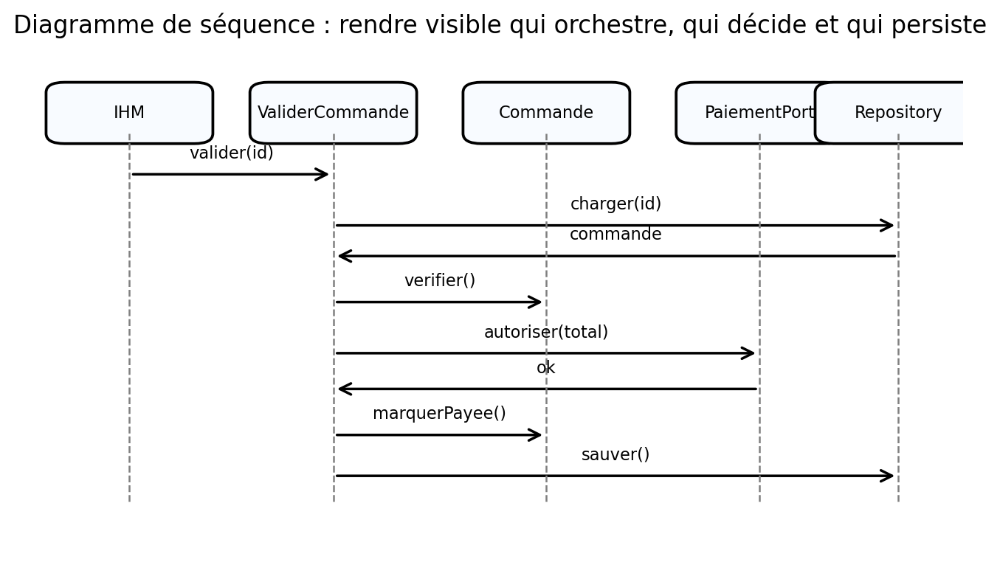 Diagramme de séquence : rendre visible qui orchestre, qui décide et qui persiste
IHM
ValiderCommande
Commande
PaiementPort
Repository
valider(id)
charger(id)
commande
verifier()
autoriser(total)
ok
marquerPayee()
sauver()